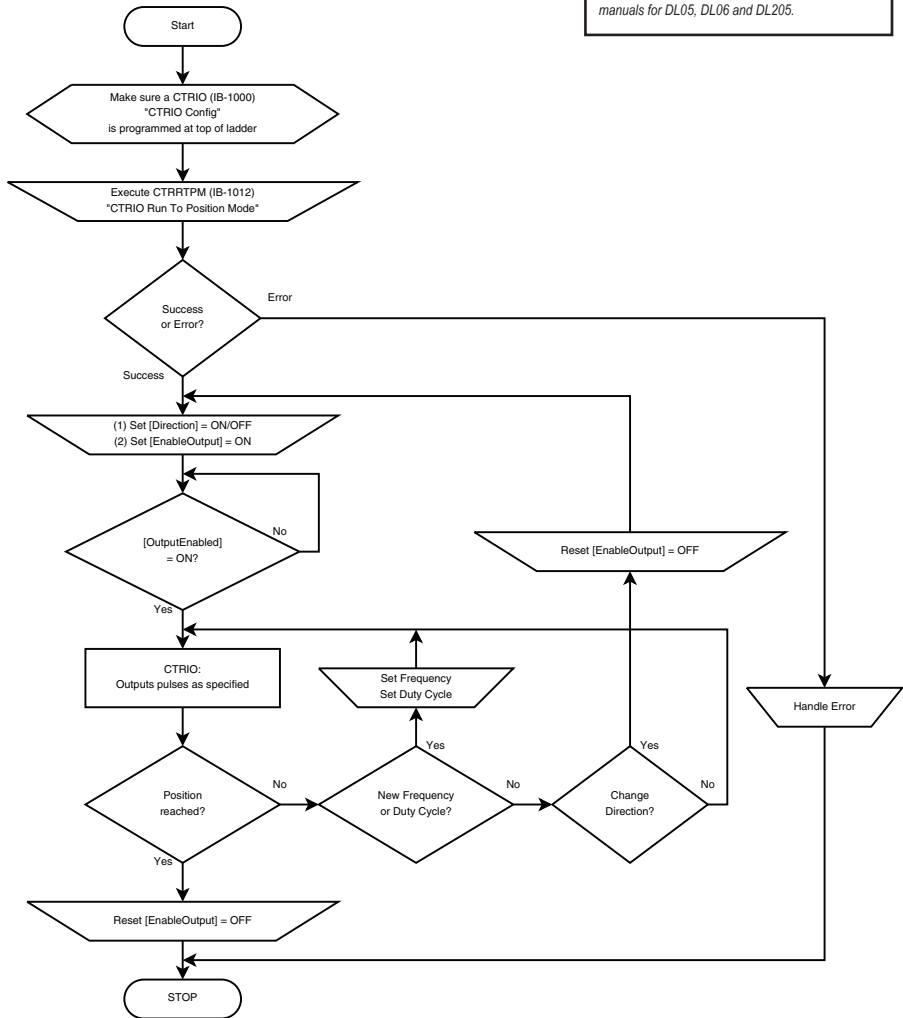 manuals for DL05, DL06 and DL205.
Start
Make sure a CTRIO (IB-1000)
"CTRIO Config"
is programmed at top of ladder
Execute CTRRTPM (IB-1012)
"CTRIO Run To Position Mode"
Success
or Error?
Error
Success
(1) Set [Direction] = ON/OFF
(2) Set [EnableOutput] = ON
[OutputEnabled]
= ON?
No
Yes
Reset [EnableOutput] = OFF
CTRIO:
Outputs pulses as specified
Set Frequency
Set Duty Cycle
Handle Error
Position
reached?
No
Yes
New Frequency
or Duty Cycle?
Yes
No
Change
Direction?
Yes
No
Reset [EnableOutput] = OFF
STOP